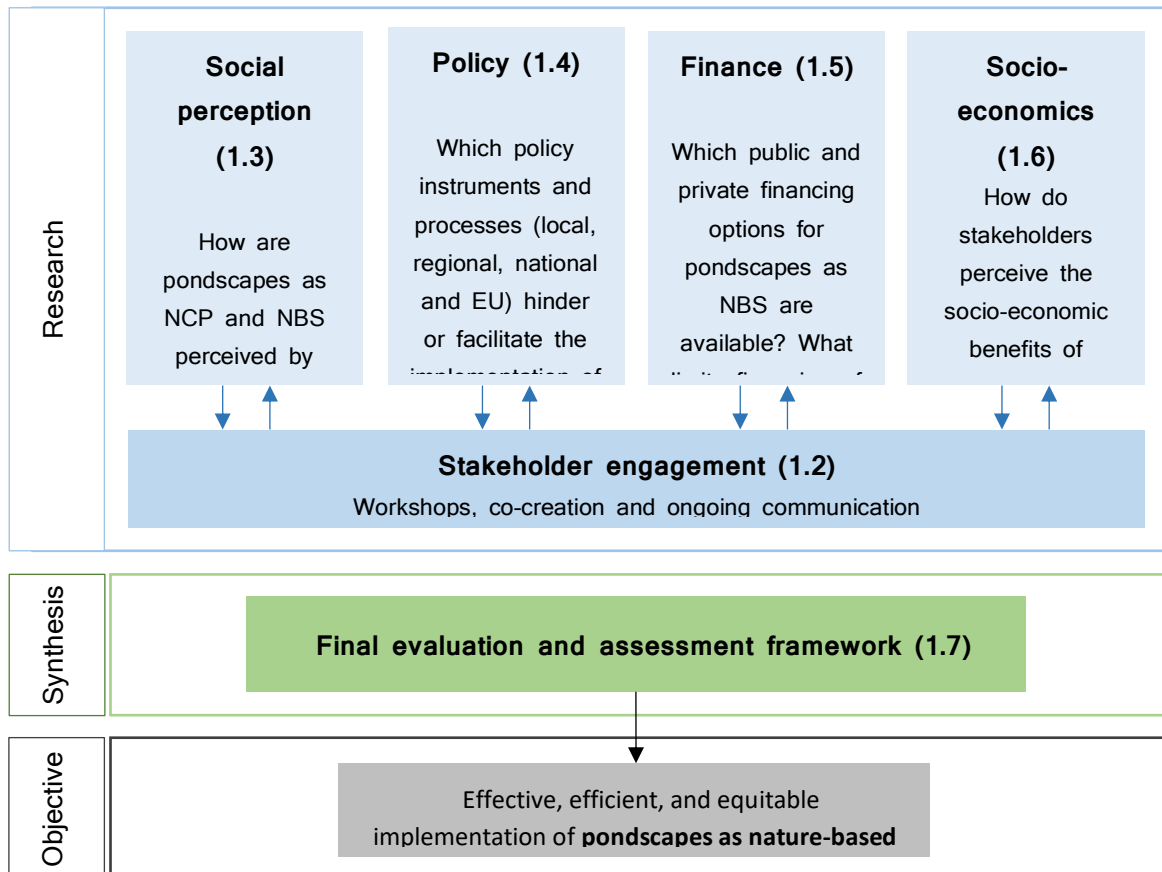 Research
Social
perception
(1.3)
How are
pondscapes as
NCP and NBS
perceived by
Policy (1.4)
Which policy
instruments and
processes (local,
regional, national
and EU) hinder
or facilitate the
implementation of
Finance (1.5)
Which public and
private financing
options for
pondscapes as
NBS are
available? What
Socio-
economics
(1.6)
How do
stakeholders
perceive the
socio-economic
benefits of
Stakeholder engagement (1.2)
Workshops, co-creation and ongoing communication
Synthesis
Final evaluation and assessment framework (1.7)
Objective
Effective, efficient, and equitable
implementation of pondscapes as nature-based